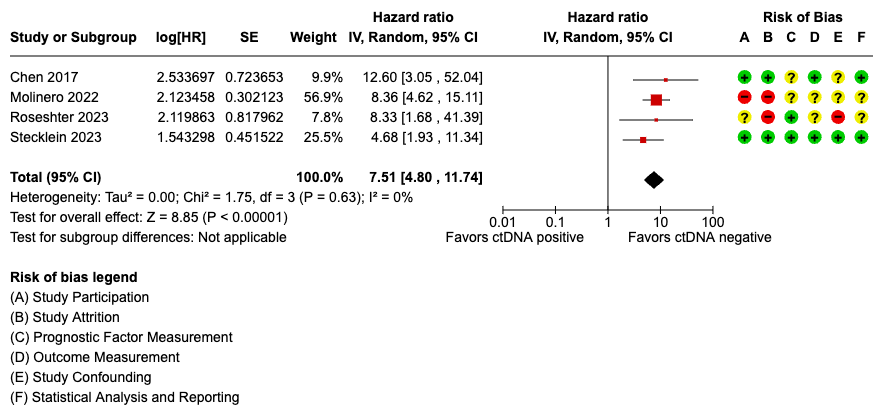 Hazard ratio Hazard ratio Risk of Bias
Study or Subgroup log[HR] SE Weight IV, Random, 95% CI IV, Random, 95% CI A B C D E F
Chen 2017 2.533697 0.723653 9.9% 12.60 [3.05 , 52.04] + + ? + ? +
Molinero 2022 2.123458 0.302123 56.9% 8.36 [4.62 , 15.11] − − ? ? ? ?
Roseshter 2023 2.119863 0.817962 7.8% 8.33 [1.68 , 41.39] ? − + ? − ?
Stecklein 2023 1.543298 0.451522 25.5% 4.68 [1.93 , 11.34] + + + + + +
Total (95% CI) 100.0% 7.51 [4.80 , 11.74]
Heterogeneity: Tau² = 0.00; Chi² = 1.75, df = 3 (P = 0.63); I² = 0%
Test for overall effect: Z = 8.85 (P < 0.00001)
0.01 0.1 1 10 100
Test for subgroup differences: Not applicable
Favors ctDNA positive Favors ctDNA negative
Risk of bias legend
(A) Study Participation
(B) Study Attrition
(C) Prognostic Factor Measurement
(D) Outcome Measurement
(E) Study Confounding
(F) Statistical Analysis and Reporting